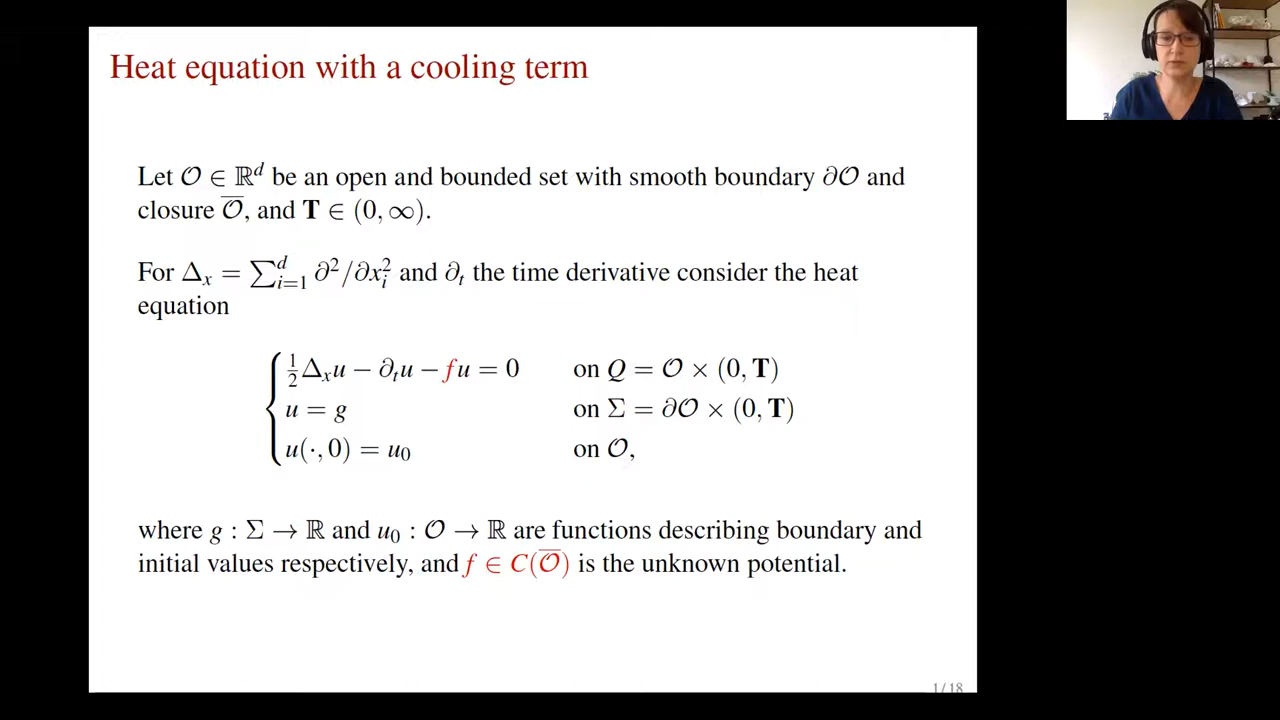 Heat equation with a cooling term
Let 𝒪 ∈ ℝ^d be an open and bounded set with smooth boundary ∂𝒪 and
closure 𝒪̅, and T ∈ (0, ∞).
For Δ_x = ∑_{i=1}^d ∂²/∂x_i² and ∂_t the time derivative consider the heat
equation
½Δ_x u − ∂_t u − fu = 0 on Q = 𝒪 × (0, T)
u = g on Σ = ∂𝒪 × (0, T)
u(·, 0) = u_0 on 𝒪,
where g : Σ → ℝ and u_0 : 𝒪 → ℝ are functions describing boundary and
initial values respectively, and f ∈ C(𝒪̅) is the unknown potential.
1/18